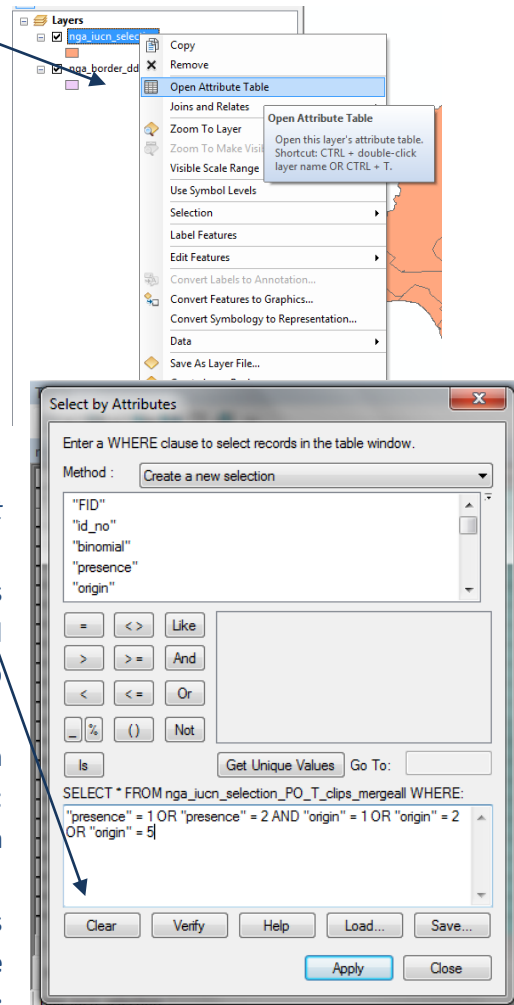 Layers
nga_iucn_selec
nga_border_dd
Copy
Remove
Open Attribute Table
Joins and Relates
Zoom To Layer
Zoom To Make Visi
Visible Scale Range
Use Symbol Levels
Selection
Label Features
Edit Features
Convert Labels to Annotation...
Convert Features to Graphics...
Convert Symbology to Representation...
Data
Save As Layer File...
Open Attribute Table
Open this layer's attribute table.
Shortcut: CTRL + double-click
layer name OR CTRL + T.
Select by Attributes
Enter a WHERE clause to select records in the table window.
Method : Create a new selection
"FID"
"id_no"
"binomial"
"presence"
"origin"
= < > Like
> > = And
< < = Or
_ % ( ) Not
Is Get Unique Values Go To:
SELECT * FROM nga_iucn_selection_PO_T_clips_mergeall WHERE:
"presence" = 1 OR "presence" = 2 AND "origin" = 1 OR "origin" = 2
OR "origin" = 5
Clear Verify Help Load... Save...
Apply Close